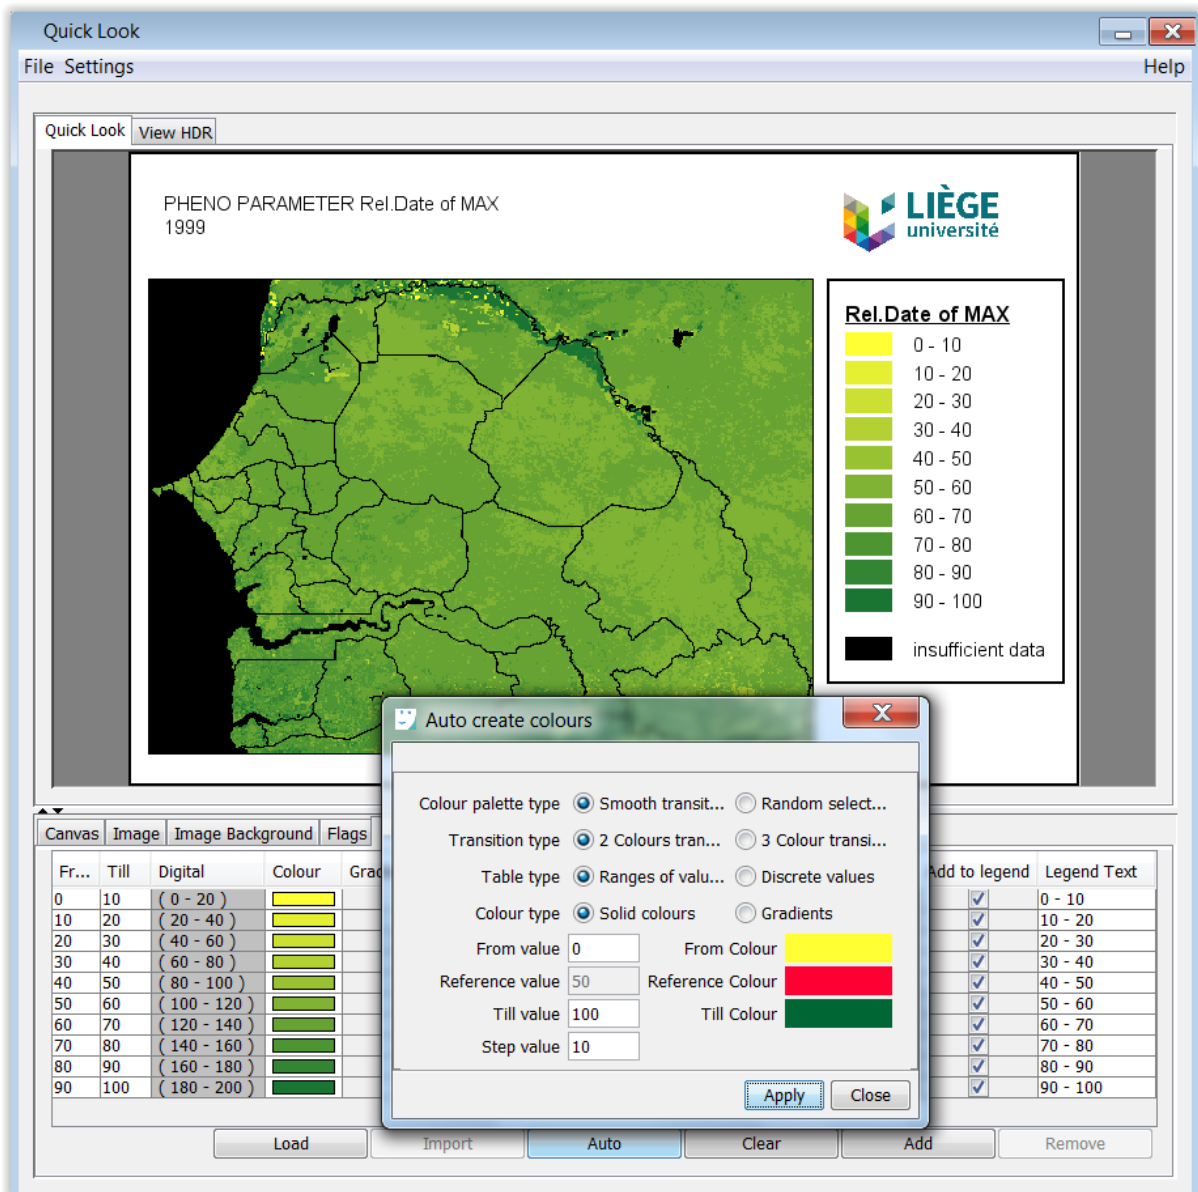 Quick Look
File Settings Help
Quick Look View HDR
PHENO PARAMETER Rel.Date of MAX
1999
LIÈGE
université
Rel.Date of MAX
0 - 10
10 - 20
20 - 30
30 - 40
40 - 50
50 - 60
60 - 70
70 - 80
80 - 90
90 - 100
insufficient data
Auto create colours
Colour palette type Smooth transit... Random select...
Transition type 2 Colours tran... 3 Colour transi...
Table type Ranges of valu... Discrete values
Colour type Solid colours Gradients
From value 0 From Colour
Reference value 50 Reference Colour
Till value 100 Till Colour
Step value 10
Apply Close
Canvas Image Image Background Flags
Fr... Till Digital Colour Add to legend Legend Text
0 10 ( 0 - 20 ) 0 - 10
10 20 ( 20 - 40 ) 10 - 20
20 30 ( 40 - 60 ) 20 - 30
30 40 ( 60 - 80 ) 30 - 40
40 50 ( 80 - 100 ) 40 - 50
50 60 ( 100 - 120 ) 50 - 60
60 70 ( 120 - 140 ) 60 - 70
70 80 ( 140 - 160 ) 70 - 80
80 90 ( 160 - 180 ) 80 - 90
90 100 ( 180 - 200 ) 90 - 100
Load Import Auto Clear Add Remove